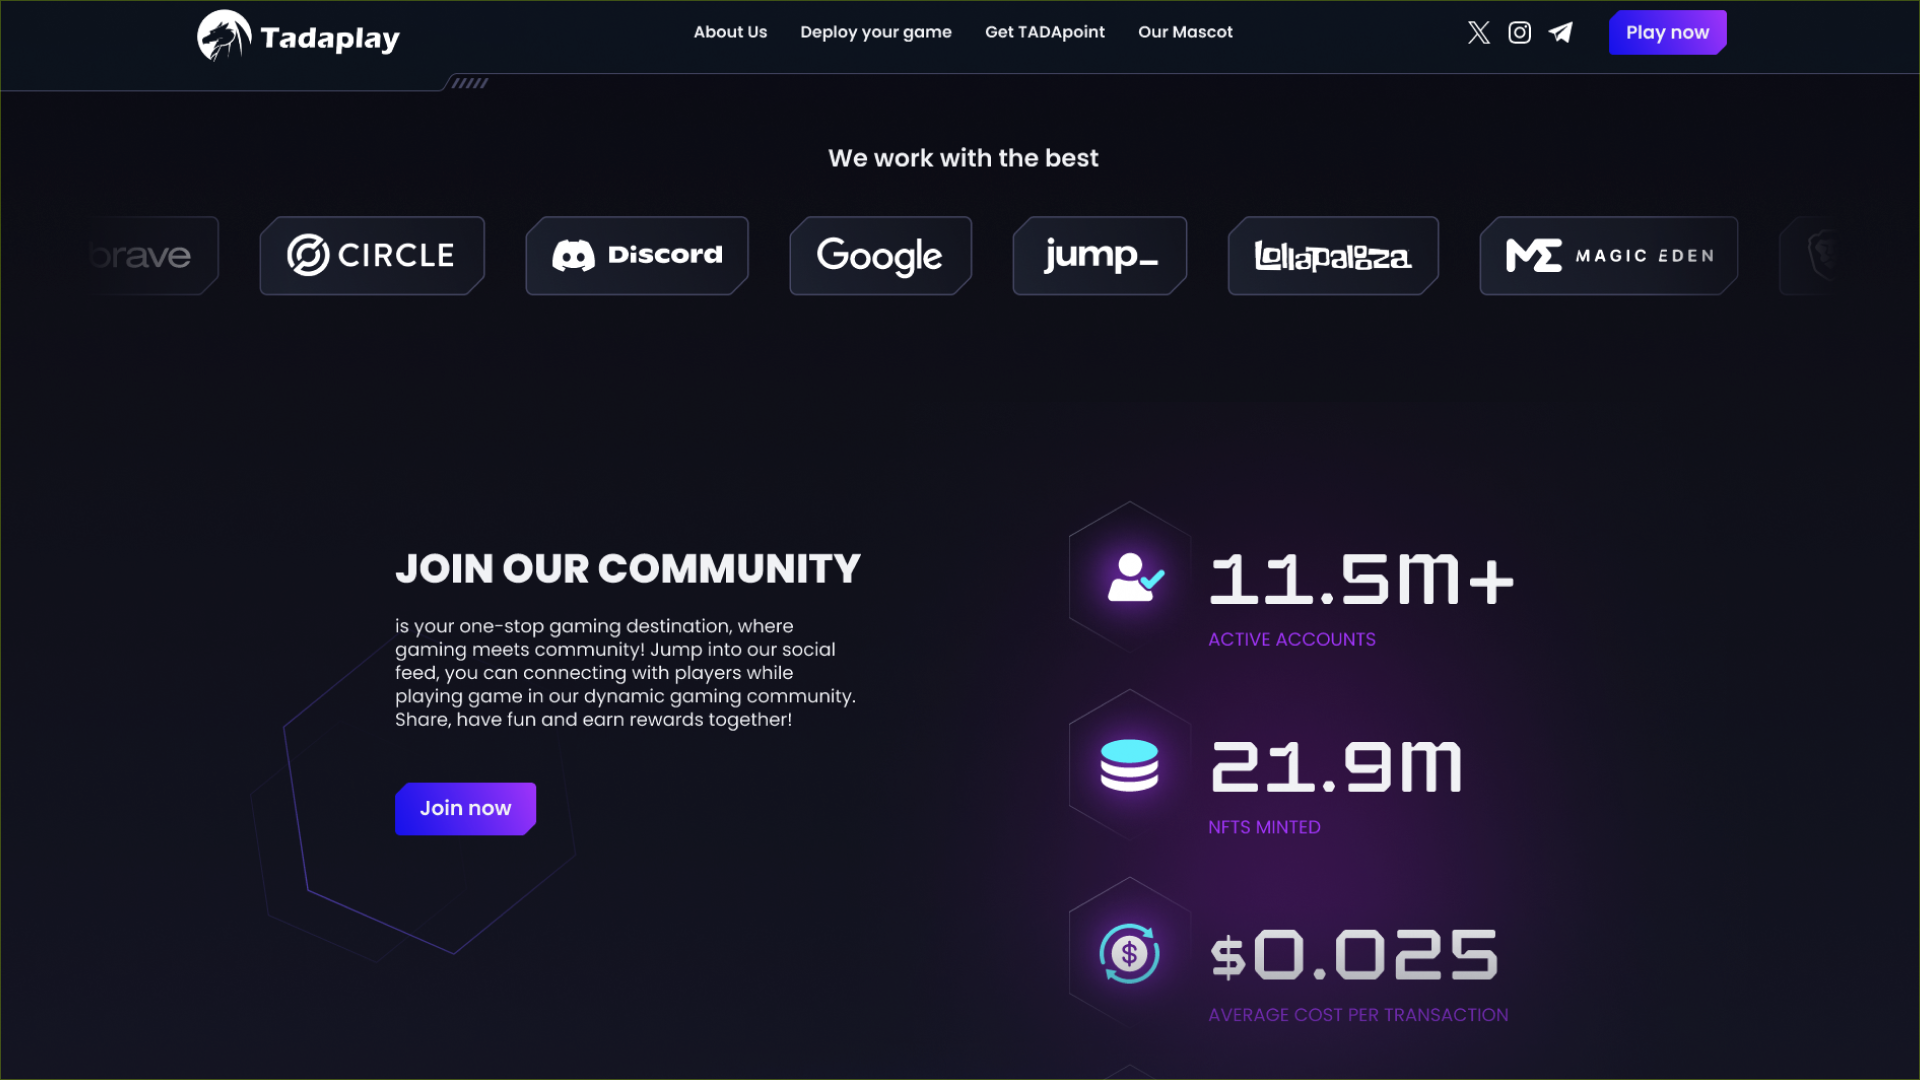 Tadaplay
About Us
Deploy your game
Get TADApoint
Our Mascot
Play now
We work with the best
brave
CIRCLE
Discord
Google
jump_
Lollapalooza
MAGIC EDEN
JOIN OUR COMMUNITY
is your one-stop gaming destination, where
gaming meets community! Jump into our social
feed, you can connecting with players while
playing game in our dynamic gaming community.
Share, have fun and earn rewards together!
Join now
11.5M+
ACTIVE ACCOUNTS
21.9M
NFTS MINTED
$0.025
AVERAGE COST PER TRANSACTION